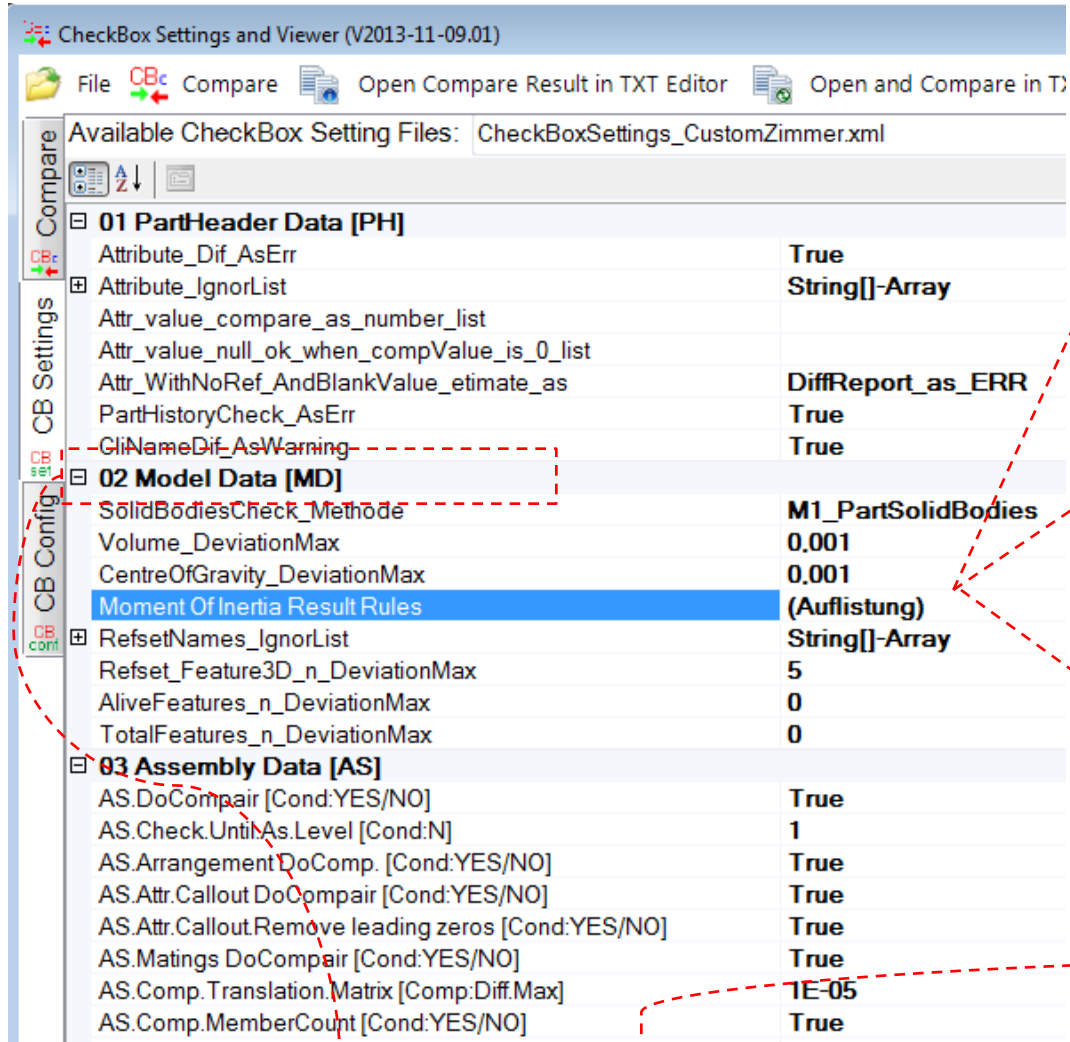 CheckBox Settings and Viewer (V2013-11-09.01)
File CBc Compare Open Compare Result in TXT Editor Open and Compare in TX
Compare
CBc
CB Settings
CB
set
CB Config
CB
conf
Available CheckBox Setting Files: CheckBoxSettings_CustomZimmer.xml
A
Z
01 PartHeader Data [PH]
Attribute_Dif_AsErr True
Attribute_IgnorList String[]-Array
Attr_value_compare_as_number_list
Attr_value_null_ok_when_compValue_is_0_list
Attr_WithNoRef_AndBlankValue_etimate_as DiffReport_as_ERR
PartHistoryCheck_AsErr True
CliNameDif_AsWarning True
02 Model Data [MD]
SolidBodiesCheck_Methode M1_PartSolidBodies
Volume_DeviationMax 0,001
CentreOfGravity_DeviationMax 0,001
Moment Of Inertia Result Rules (Auflistung)
RefsetNames_IgnorList String[]-Array
Refset_Feature3D_n_DeviationMax 5
AliveFeatures_n_DeviationMax 0
TotalFeatures_n_DeviationMax 0
03 Assembly Data [AS]
AS.DoCompair [Cond:YES/NO] True
AS.Check.Until.As.Level [Cond:N] 1
AS.Arrangement DoComp. [Cond:YES/NO] True
AS.Attr.Callout DoCompair [Cond:YES/NO] True
AS.Attr.Callout.Remove leading zeros [Cond:YES/NO] True
AS.Matings DoCompair [Cond:YES/NO] True
AS.Comp.Translation.Matrix [Comp:Diff.Max] 1E-05
AS.Comp.MemberCount [Cond:YES/NO] True